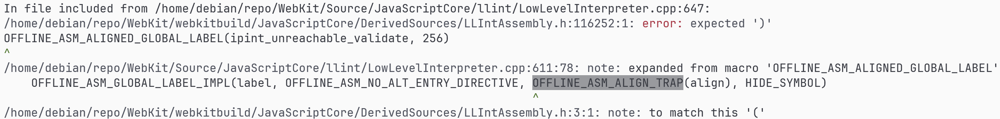 In file included from /home/debian/repo/WebKit/Source/JavaScriptCore/llint/LowLevelInterpreter.cpp:647:
/home/debian/repo/WebKit/webkitbuild/JavaScriptCore/DerivedSources/LLIntAssembly.h:116252:1: error: expected ')'
OFFLINE_ASM_ALIGNED_GLOBAL_LABEL(ipint_unreachable_validate, 256)
^
/home/debian/repo/WebKit/Source/JavaScriptCore/llint/LowLevelInterpreter.cpp:611:78: note: expanded from macro 'OFFLINE_ASM_ALIGNED_GLOBAL_LABEL'
    OFFLINE_ASM_GLOBAL_LABEL_IMPL(label, OFFLINE_ASM_NO_ALT_ENTRY_DIRECTIVE, OFFLINE_ASM_ALIGN_TRAP(align), HIDE_SYMBOL)
                                                                             ^
/home/debian/repo/WebKit/webkitbuild/JavaScriptCore/DerivedSources/LLIntAssembly.h:3:1: note: to match this '('